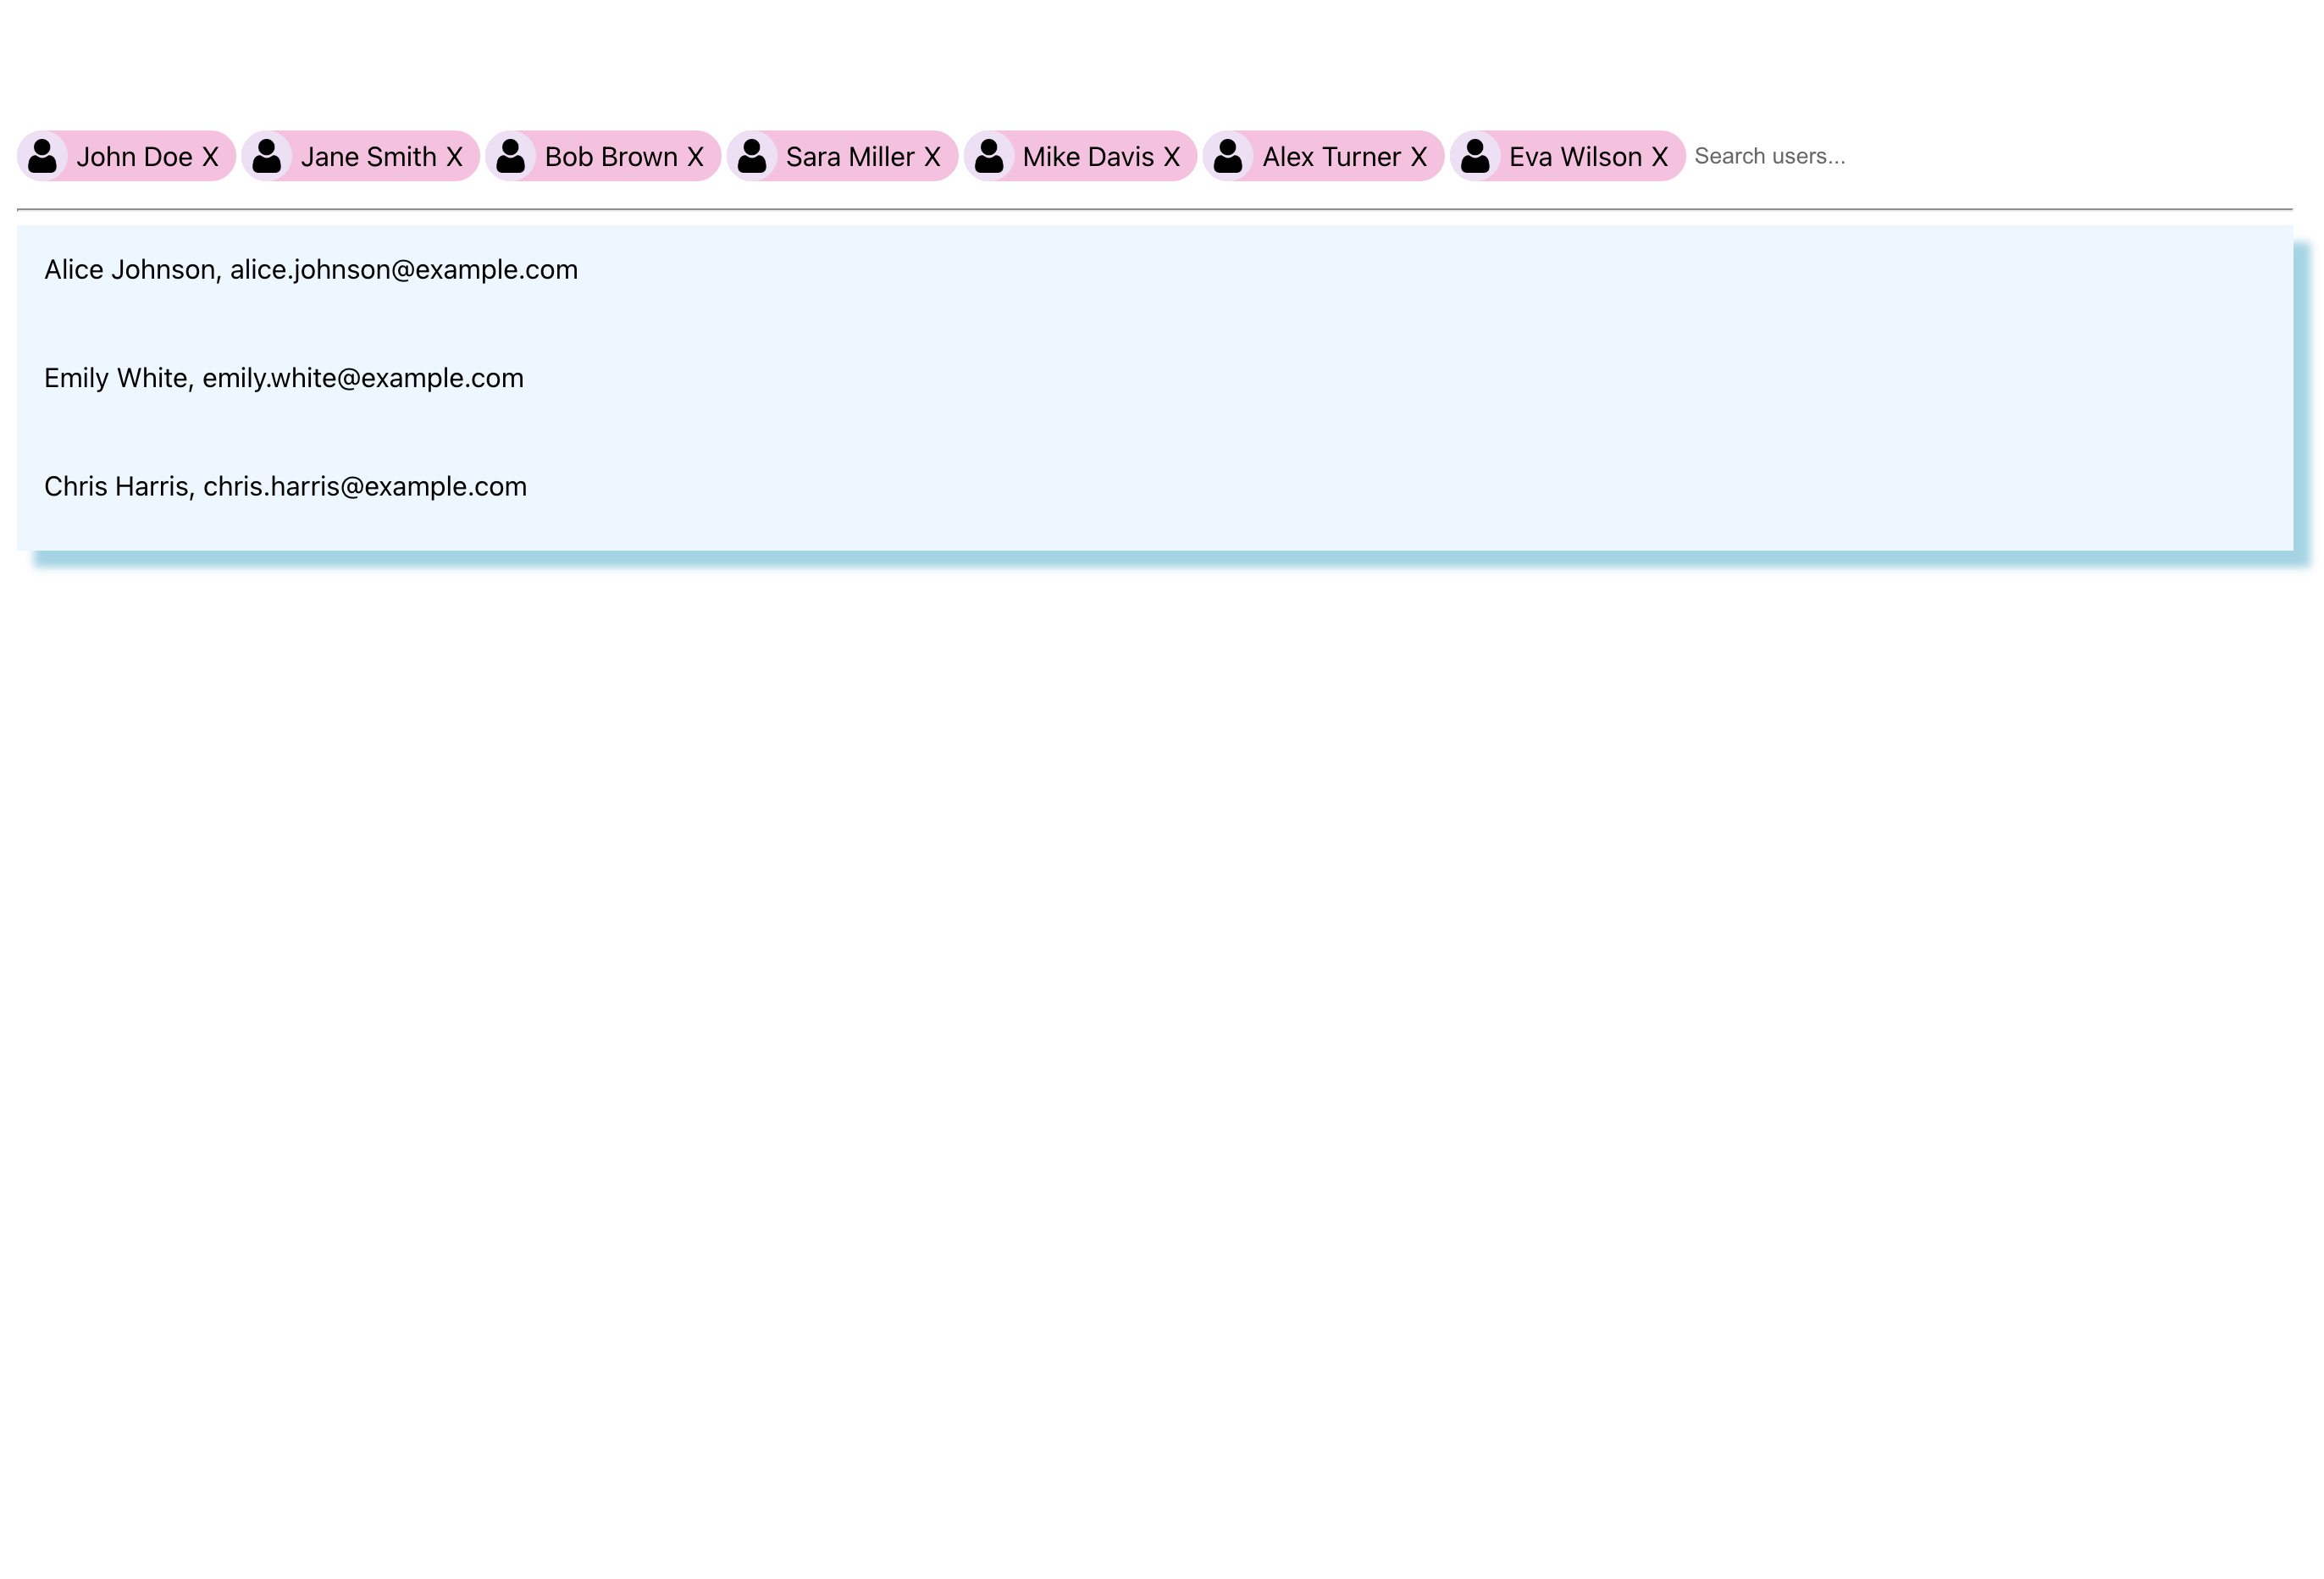 John Doe X Jane Smith X Bob Brown X Sara Miller X Mike Davis X Alex Turner X Eva Wilson X Search users...
Alice Johnson, alice.johnson@example.com
Emily White, emily.white@example.com
Chris Harris, chris.harris@example.com